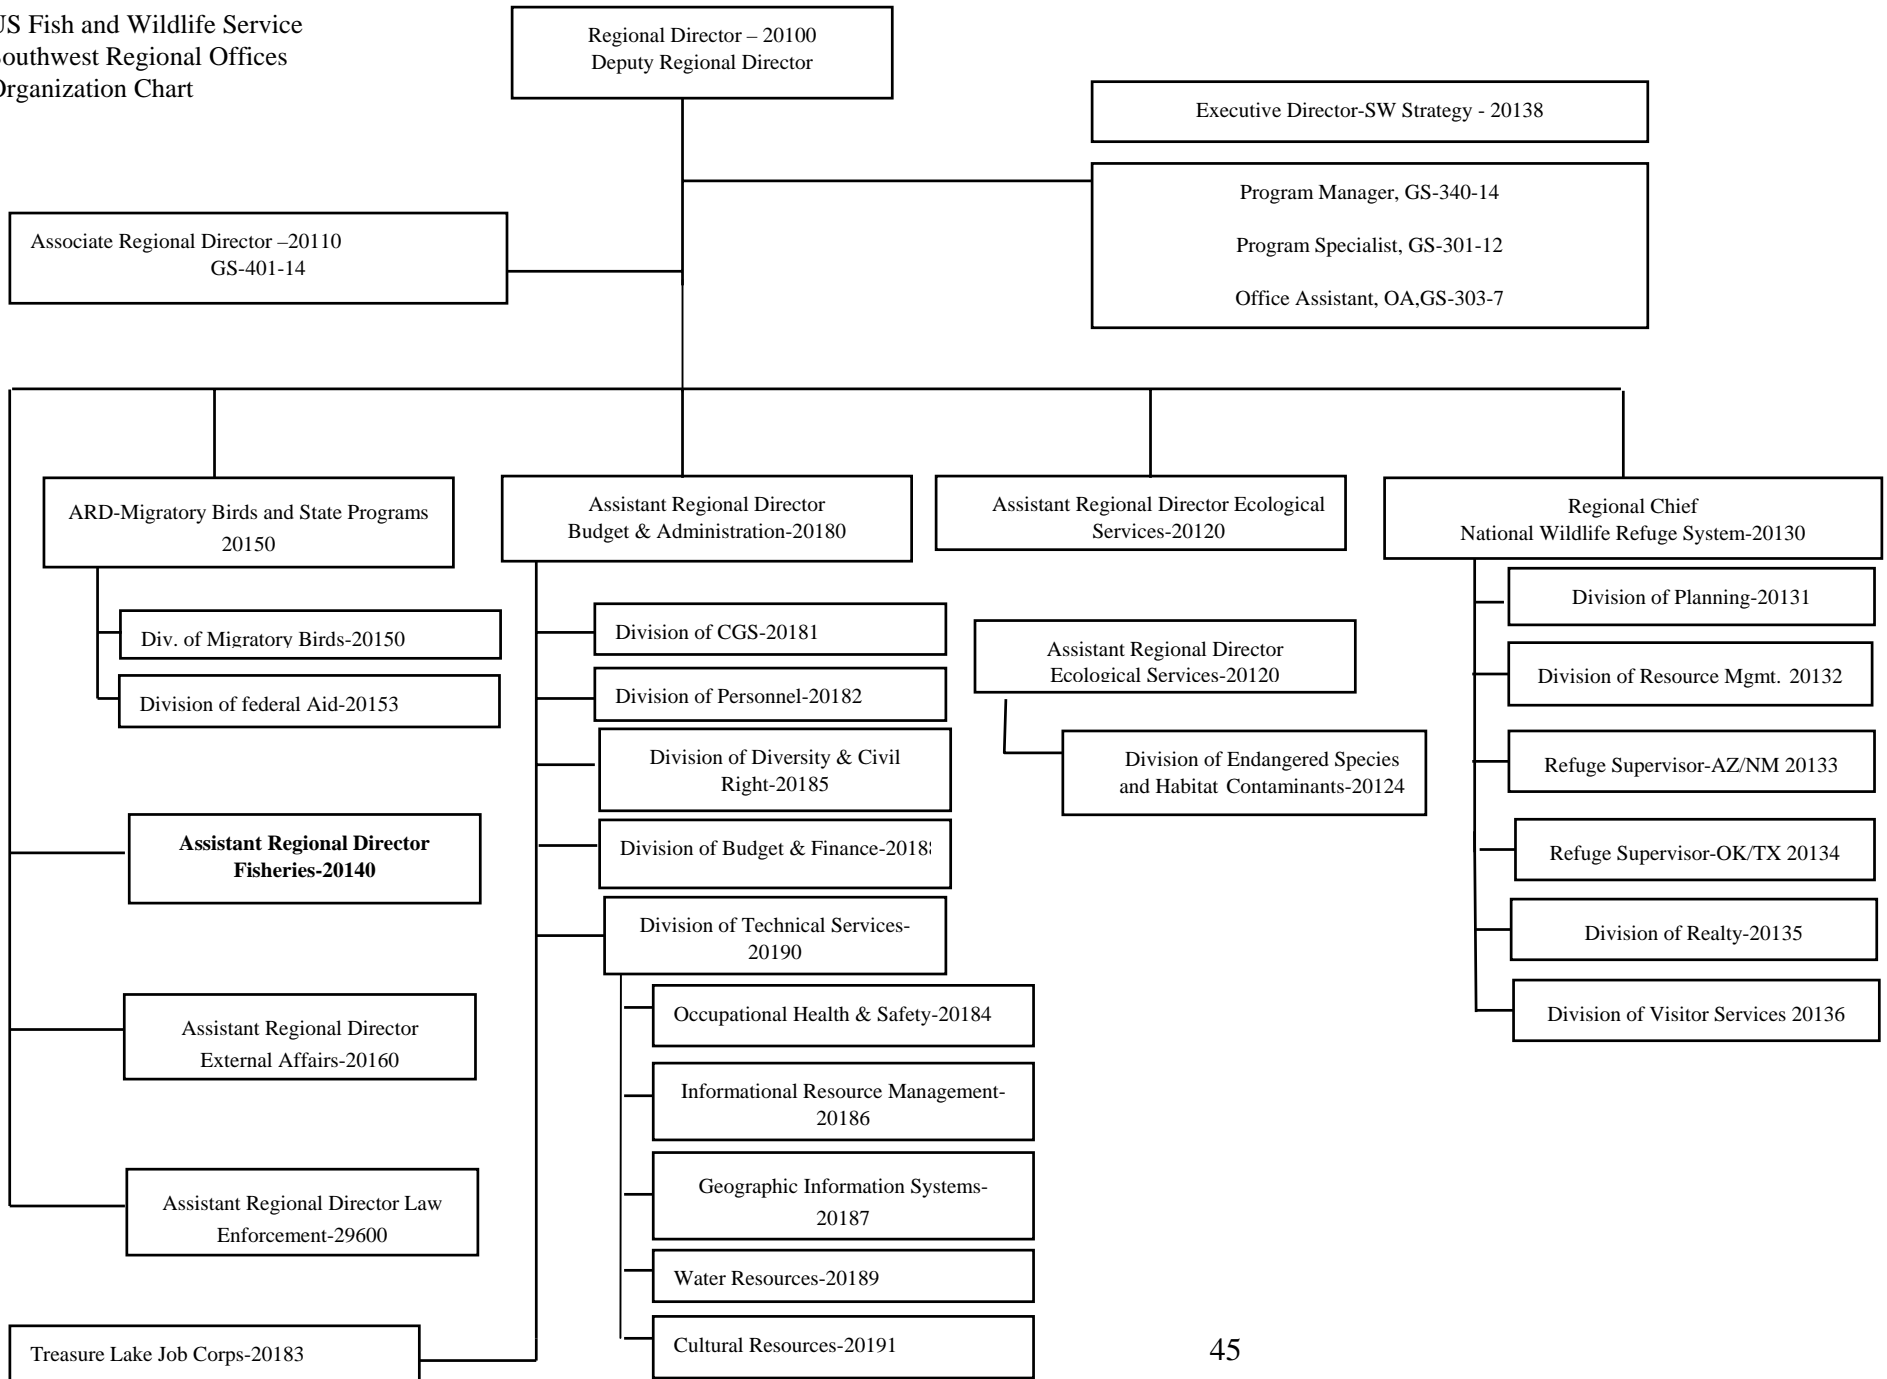 US Fish and Wildlife Service
Southwest Regional Offices
Organization Chart
Regional Director – 20100
Deputy Regional Director
Executive Director-SW Strategy - 20138
Program Manager, GS-340-14
Program Specialist, GS-301-12
Office Assistant, OA,GS-303-7
Associate Regional Director –20110
GS-401-14
ARD-Migratory Birds and State Programs
20150
Div. of Migratory Birds-20150
Division of federal Aid-20153
Assistant Regional Director
Fisheries-20140
Assistant Regional Director
External Affairs-20160
Assistant Regional Director Law
Enforcement-29600
Treasure Lake Job Corps-20183
Assistant Regional Director
Budget & Administration-20180
Division of CGS-20181
Division of Personnel-20182
Division of Diversity & Civil
Right-20185
Division of Budget & Finance-20188
Division of Technical Services-
20190
Occupational Health & Safety-20184
Informational Resource Management-
20186
Geographic Information Systems-
20187
Water Resources-20189
Cultural Resources-20191
Assistant Regional Director Ecological
Services-20120
Assistant Regional Director
Ecological Services-20120
Division of Endangered Species
and Habitat Contaminants-20124
Regional Chief
National Wildlife Refuge System-20130
Division of Planning-20131
Division of Resource Mgmt. 20132
Refuge Supervisor-AZ/NM 20133
Refuge Supervisor-OK/TX 20134
Division of Realty-20135
Division of Visitor Services 20136
45